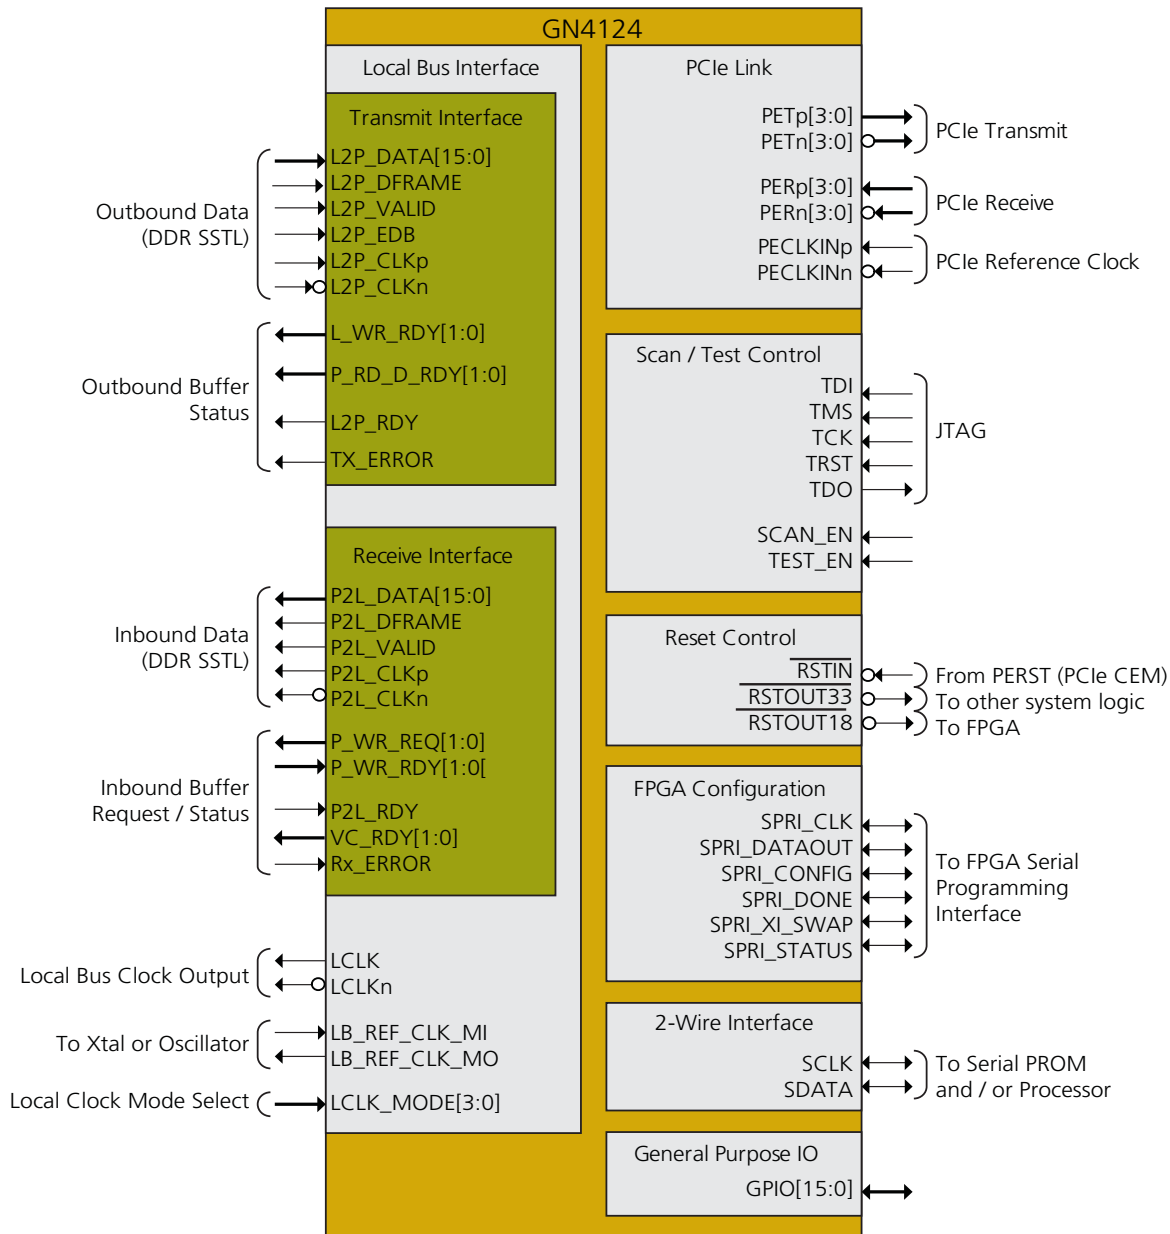 GN4124
Local Bus Interface
Transmit Interface
Outbound Data
(DDR SSTL)
L2P_DATA[15:0]
L2P_DFRAME
L2P_VALID
L2P_EDB
L2P_CLKp
L2P_CLKn
Outbound Buffer
Status
L_WR_RDY[1:0]
P_RD_D_RDY[1:0]
L2P_RDY
TX_ERROR
Receive Interface
Inbound Data
(DDR SSTL)
P2L_DATA[15:0]
P2L_DFRAME
P2L_VALID
P2L_CLKp
P2L_CLKn
Inbound Buffer
Request / Status
P_WR_REQ[1:0]
P_WR_RDY[1:0[
P2L_RDY
VC_RDY[1:0]
Rx_ERROR
Local Bus Clock Output
LCLK
LCLKn
To Xtal or Oscillator
LB_REF_CLK_MI
LB_REF_CLK_MO
Local Clock Mode Select
LCLK_MODE[3:0]
PCIe Link
PETp[3:0]
PETn[3:0]
PCIe Transmit
PERp[3:0]
PERn[3:0]
PCIe Receive
PECLKINp
PECLKINn
PCIe Reference Clock
Scan / Test Control
TDI
TMS
TCK
TRST
TDO
JTAG
SCAN_EN
TEST_EN
Reset Control
RSTIN
From PERST (PCIe CEM)
RSTOUT33
To other system logic
RSTOUT18
To FPGA
FPGA Configuration
SPRI_CLK
SPRI_DATAOUT
SPRI_CONFIG
SPRI_DONE
SPRI_XI_SWAP
SPRI_STATUS
To FPGA Serial
Programming
Interface
2-Wire Interface
SCLK
SDATA
To Serial PROM
and / or Processor
General Purpose IO
GPIO[15:0]